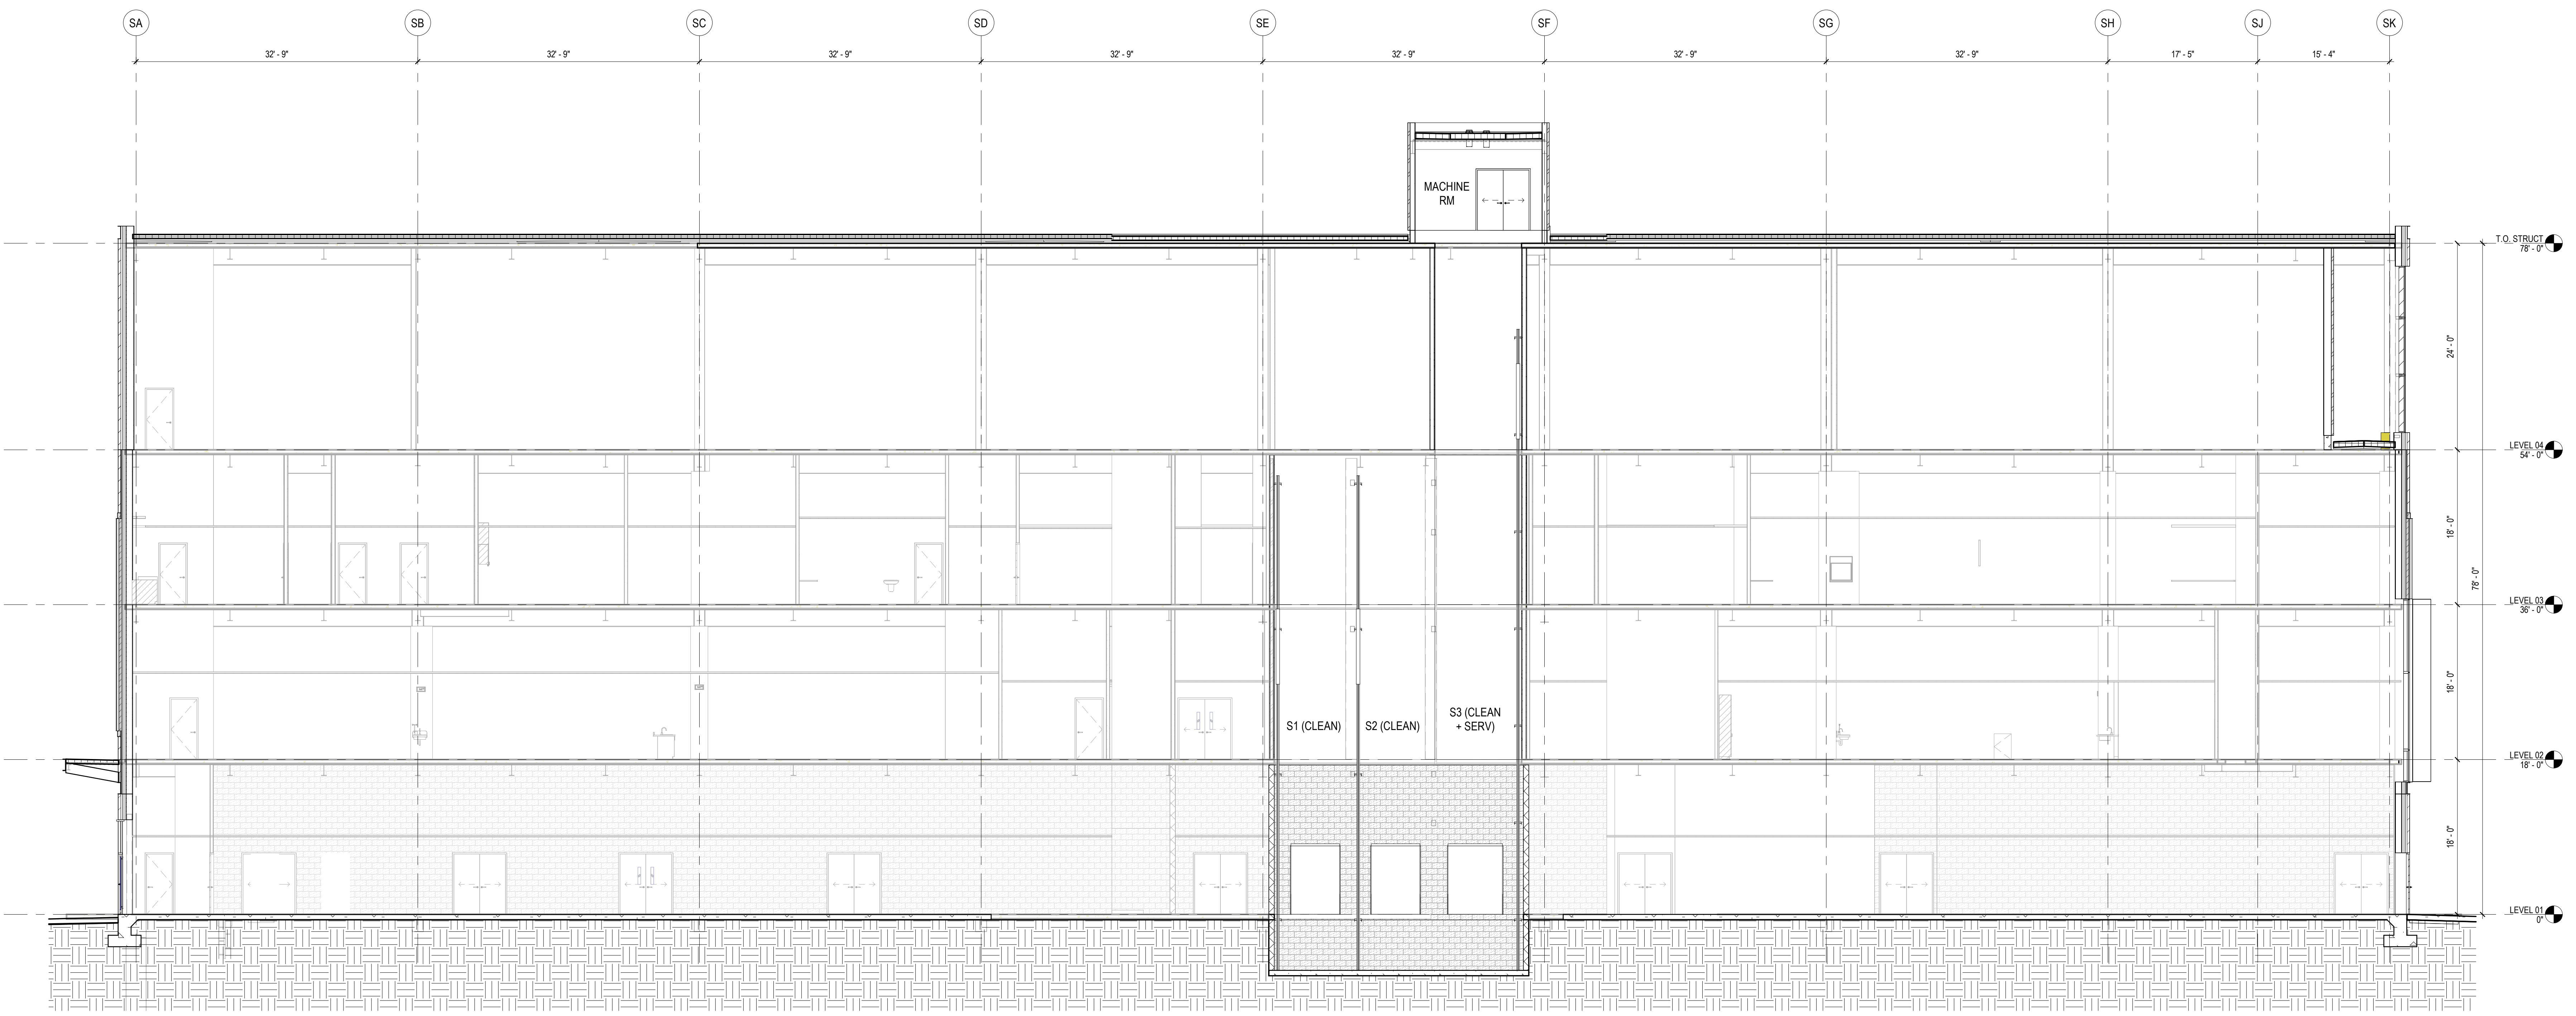 SA
SB
SC
SD
SE
SF
SG
SH
SJ
SK
32' - 9"
32' - 9"
32' - 9"
32' - 9"
32' - 9"
32' - 9"
32' - 9"
17' - 5"
15' - 4"
MACHINE
RM
T.O. STRUCT
78' - 0"
24' - 0"
LEVEL 04
54' - 0"
18' - 0"
78' - 0"
LEVEL 03
36' - 0"
18' - 0"
S1 (CLEAN)
S2 (CLEAN)
S3 (CLEAN
+ SERV)
LEVEL 02
18' - 0"
18' - 0"
LEVEL 01
0"